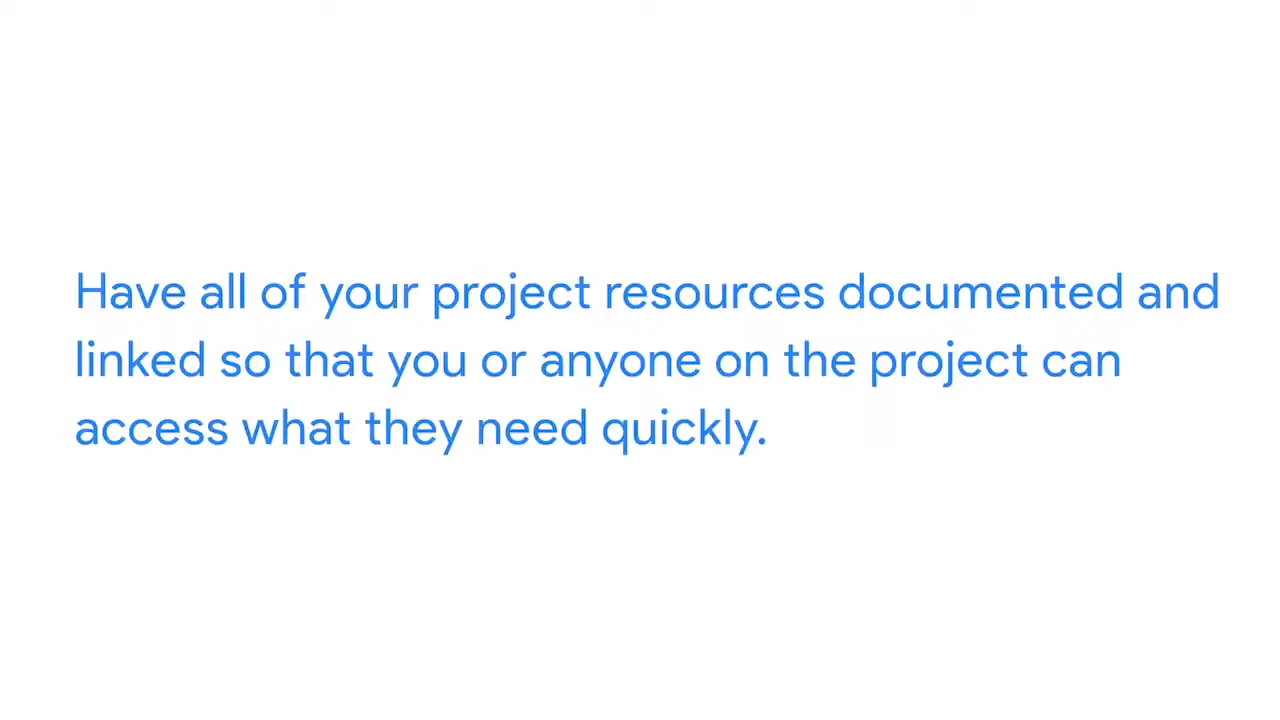 Have all of your project resources documented and
linked so that you or anyone on the project can
access what they need quickly.